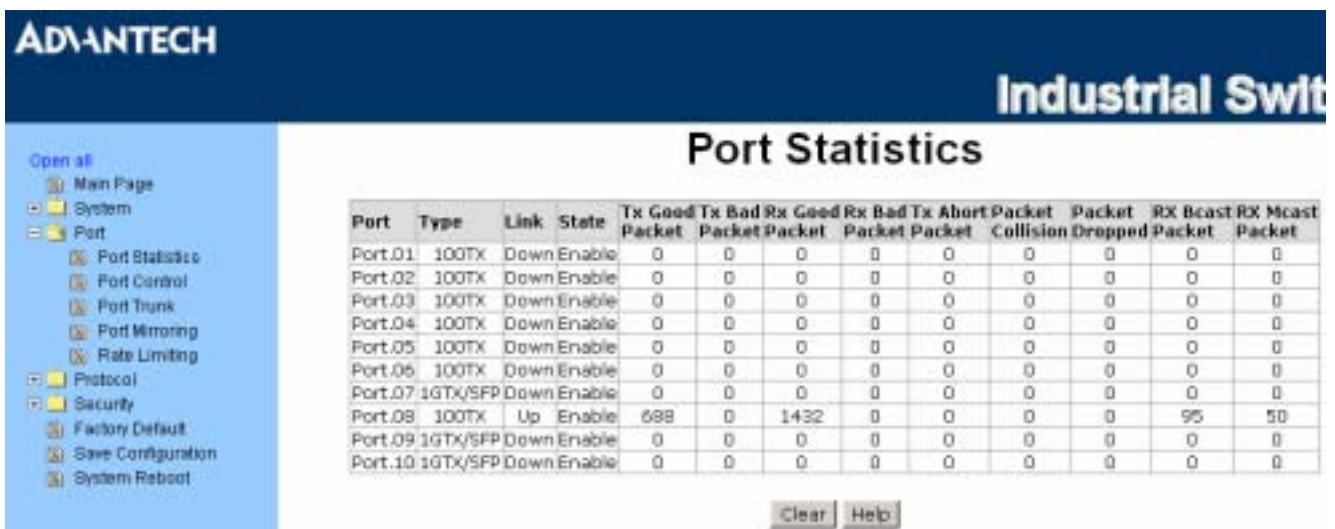 ADVANTECH
Industrial Swit
Port Statistics
Open all
Main Page
System
Port
Port Statistics
Port Control
Port Trunk
Port Mirroring
Rate Limiting
Protocol
Security
Factory Default
Save Configuration
System Reboot
Port Type Link State Tx Good Packet Tx Bad Packet Rx Good Packet Rx Bad Packet Tx Abort Packet Packet Collision Packet Dropped RX Bcast Packet RX Mcast Packet
Port.01 100TX Down Enable 0 0 0 0 0 0 0 0 0
Port.02 100TX Down Enable 0 0 0 0 0 0 0 0 0
Port.03 100TX Down Enable 0 0 0 0 0 0 0 0 0
Port.04 100TX Down Enable 0 0 0 0 0 0 0 0 0
Port.05 100TX Down Enable 0 0 0 0 0 0 0 0 0
Port.06 100TX Down Enable 0 0 0 0 0 0 0 0 0
Port.07 1GTX/SFP Down Enable 0 0 0 0 0 0 0 0 0
Port.08 100TX Up Enable 688 0 1432 0 0 0 0 95 50
Port.09 1GTX/SFP Down Enable 0 0 0 0 0 0 0 0 0
Port.10 1GTX/SFP Down Enable 0 0 0 0 0 0 0 0 0
Clear Help